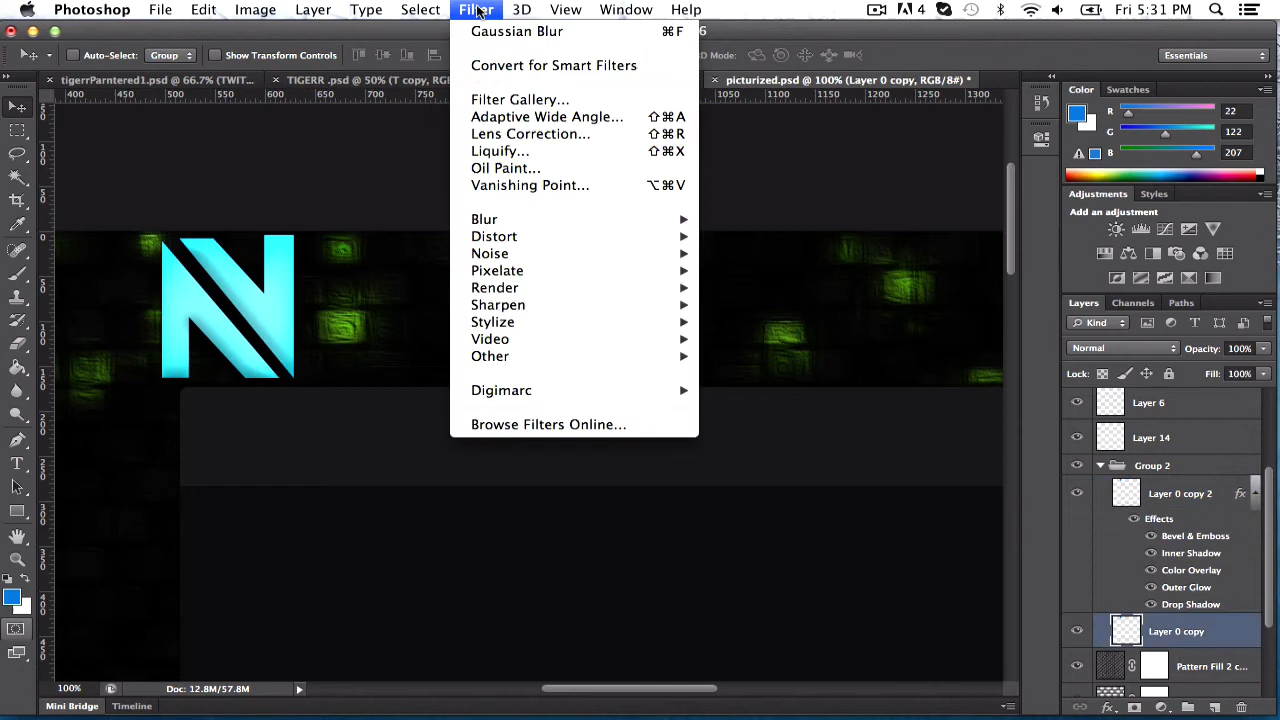 Photoshop File Edit Image Layer Type Select Filter 3D View Window Help 4 Fri 5:31 PM
Auto-Select: Group Show Transform Controls 3D Mode: Essentials
tigerrParntered1.psd @ 66.7% (TWIT... TIGERR .psd @ 50% (T copy, RGB picturized.psd @ 100% (Layer 0 copy, RGB/8#) *
400 450 500 550 600 650 700 1050 1100 1150 1200 1250 1300
Gaussian Blur ⌘F
Convert for Smart Filters
Filter Gallery...
Adaptive Wide Angle... ⇧⌘A
Lens Correction... ⇧⌘R
Liquify... ⇧⌘X
Oil Paint...
Vanishing Point... ⌥⌘V
Blur
Distort
Noise
Pixelate
Render
Sharpen
Stylize
Video
Other
Digimarc
Browse Filters Online...
Color Swatches
R 22
G 122
B 207
Adjustments Styles
Add an adjustment
Layers Channels Paths
Kind
Normal Opacity: 100%
Lock: Fill: 100%
Layer 6
Layer 14
Group 2
Layer 0 copy 2 fx
Effects
Bevel & Emboss
Inner Shadow
Color Overlay
Outer Glow
Drop Shadow
Layer 0 copy
Pattern Fill 2 c...
100% Doc: 12.8M/57.8M
Mini Bridge Timeline